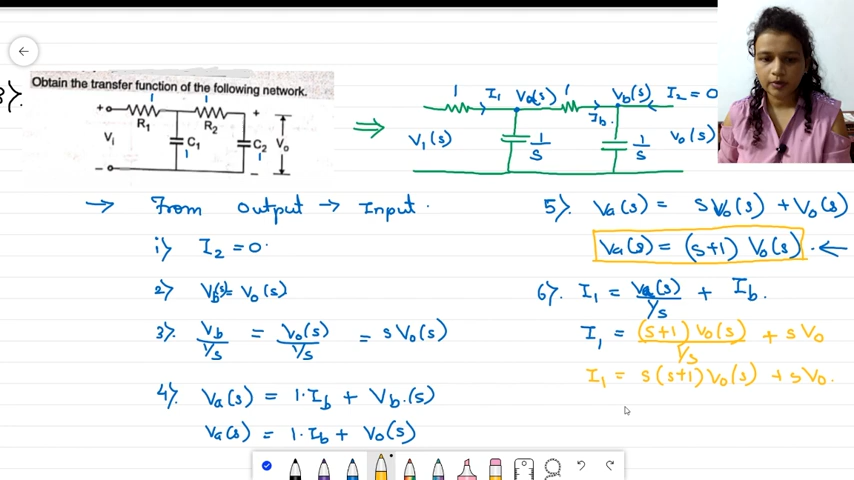 8>.
Obtain the transfer function of the following network.
1 1
R₁ R₂
Vi C₁ C₂ Vo
1 1
⇒
1 I₁ Va(s) 1 Vb(s) I₂ = 0
Ib.
V₁(s) 1/s 1/s Vo(s)
→ From output → Input.
i> I₂ = 0.
2> Vb(s) = Vo(s)
3>. Vb / 1/s = Vo(s) / 1/s = sVo(s)
4>. Va(s) = 1·Ib + Vb.(s)
Va(s) = 1·Ib + Vo(s)
5>. Va(s) = sVo(s) + Vo(s)
Va(s) = (s+1) Vo(s). ←
6>. I₁ = Va(s) / 1/s + Ib.
I₁ = (s+1) Vo(s) / 1/s + sVo
I₁ = s(s+1)Vo(s) + sVo.